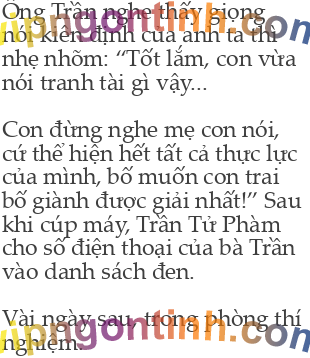 Ông Trần nghe thấy giọng
nói kiên định của anh ta thì
nhẹ nhõm: “Tốt lắm, con vừa
nói tranh tài gì vậy...
Con đừng nghe mẹ con nói,
cứ thể hiện hết tất cả thực lực
của mình, bố muốn con trai
bố giành được giải nhất!” Sau
khi cúp máy, Trần Tử Phàm
cho số điện thoại của bà Trần
vào danh sách đen.
Vài ngày sau, trong phòng thí
nghiệm.
vipngontinh.com
vipngontinh.com